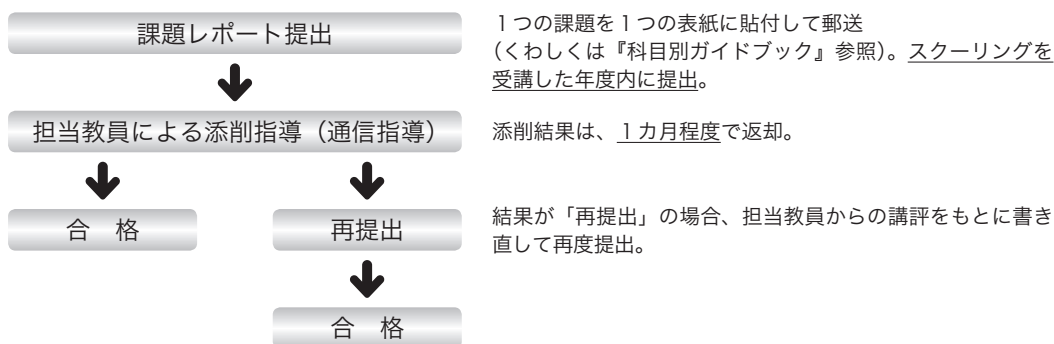 課題レポート提出
１つの課題を１つの表紙に貼付して郵送
（くわしくは『科目別ガイドブック』参照）。スクーリングを
受講した年度内に提出。
担当教員による添削指導（通信指導）
添削結果は、１カ月程度で返却。
合　格
再提出
結果が「再提出」の場合、担当教員からの講評をもとに書き
直して再度提出。
合　格